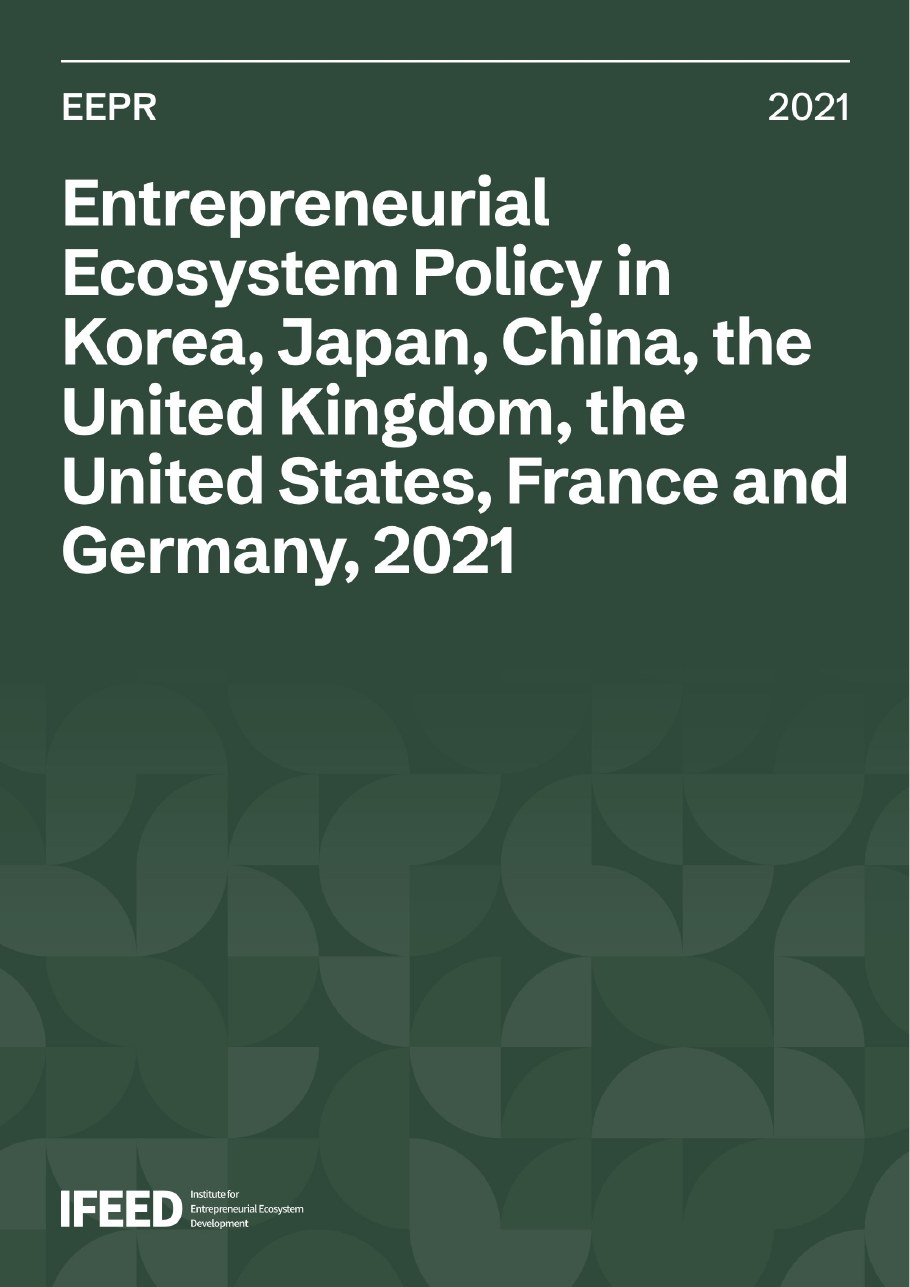 EEPR
2021
Entrepreneurial
Ecosystem Policy in
Korea, Japan, China, the
United Kingdom, the
United States, France and
Germany, 2021
IFEED
Institute for
Entrepreneurial Ecosystem
Development